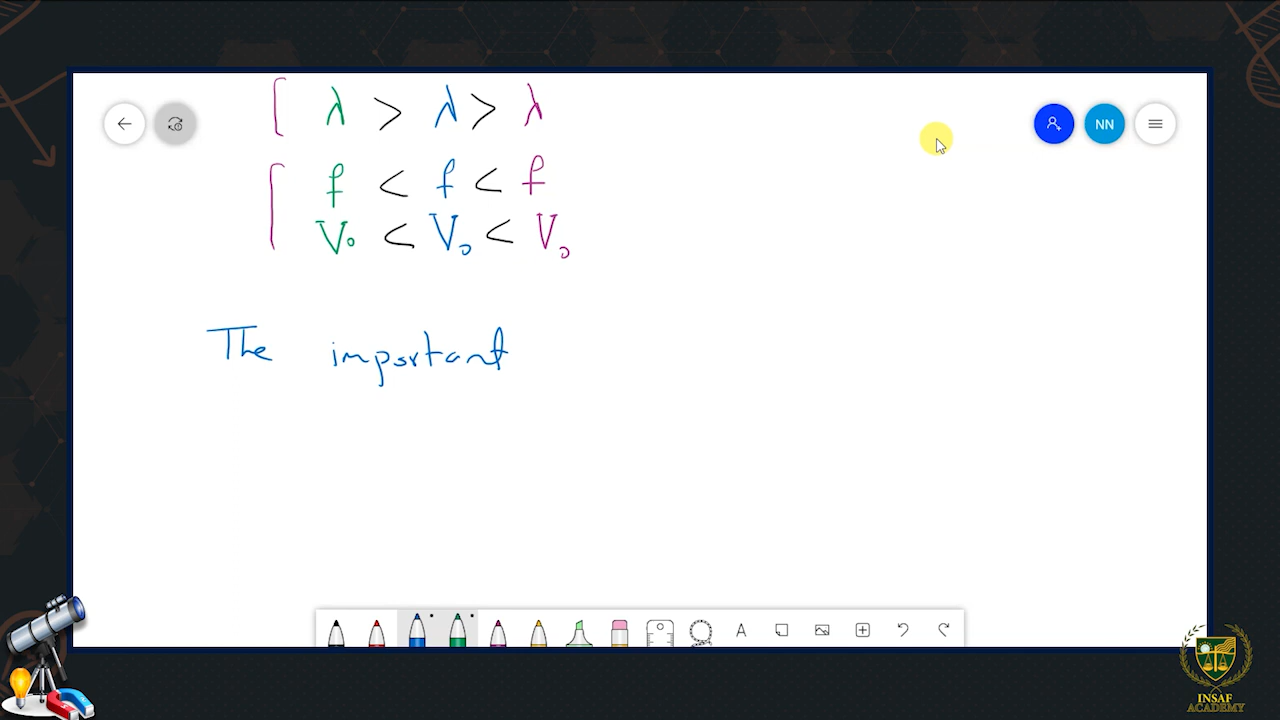 λ > λ > λ
f < f < f
V₀ < V₀ < V₀
The important
NN
A
INSAF
ACADEMY